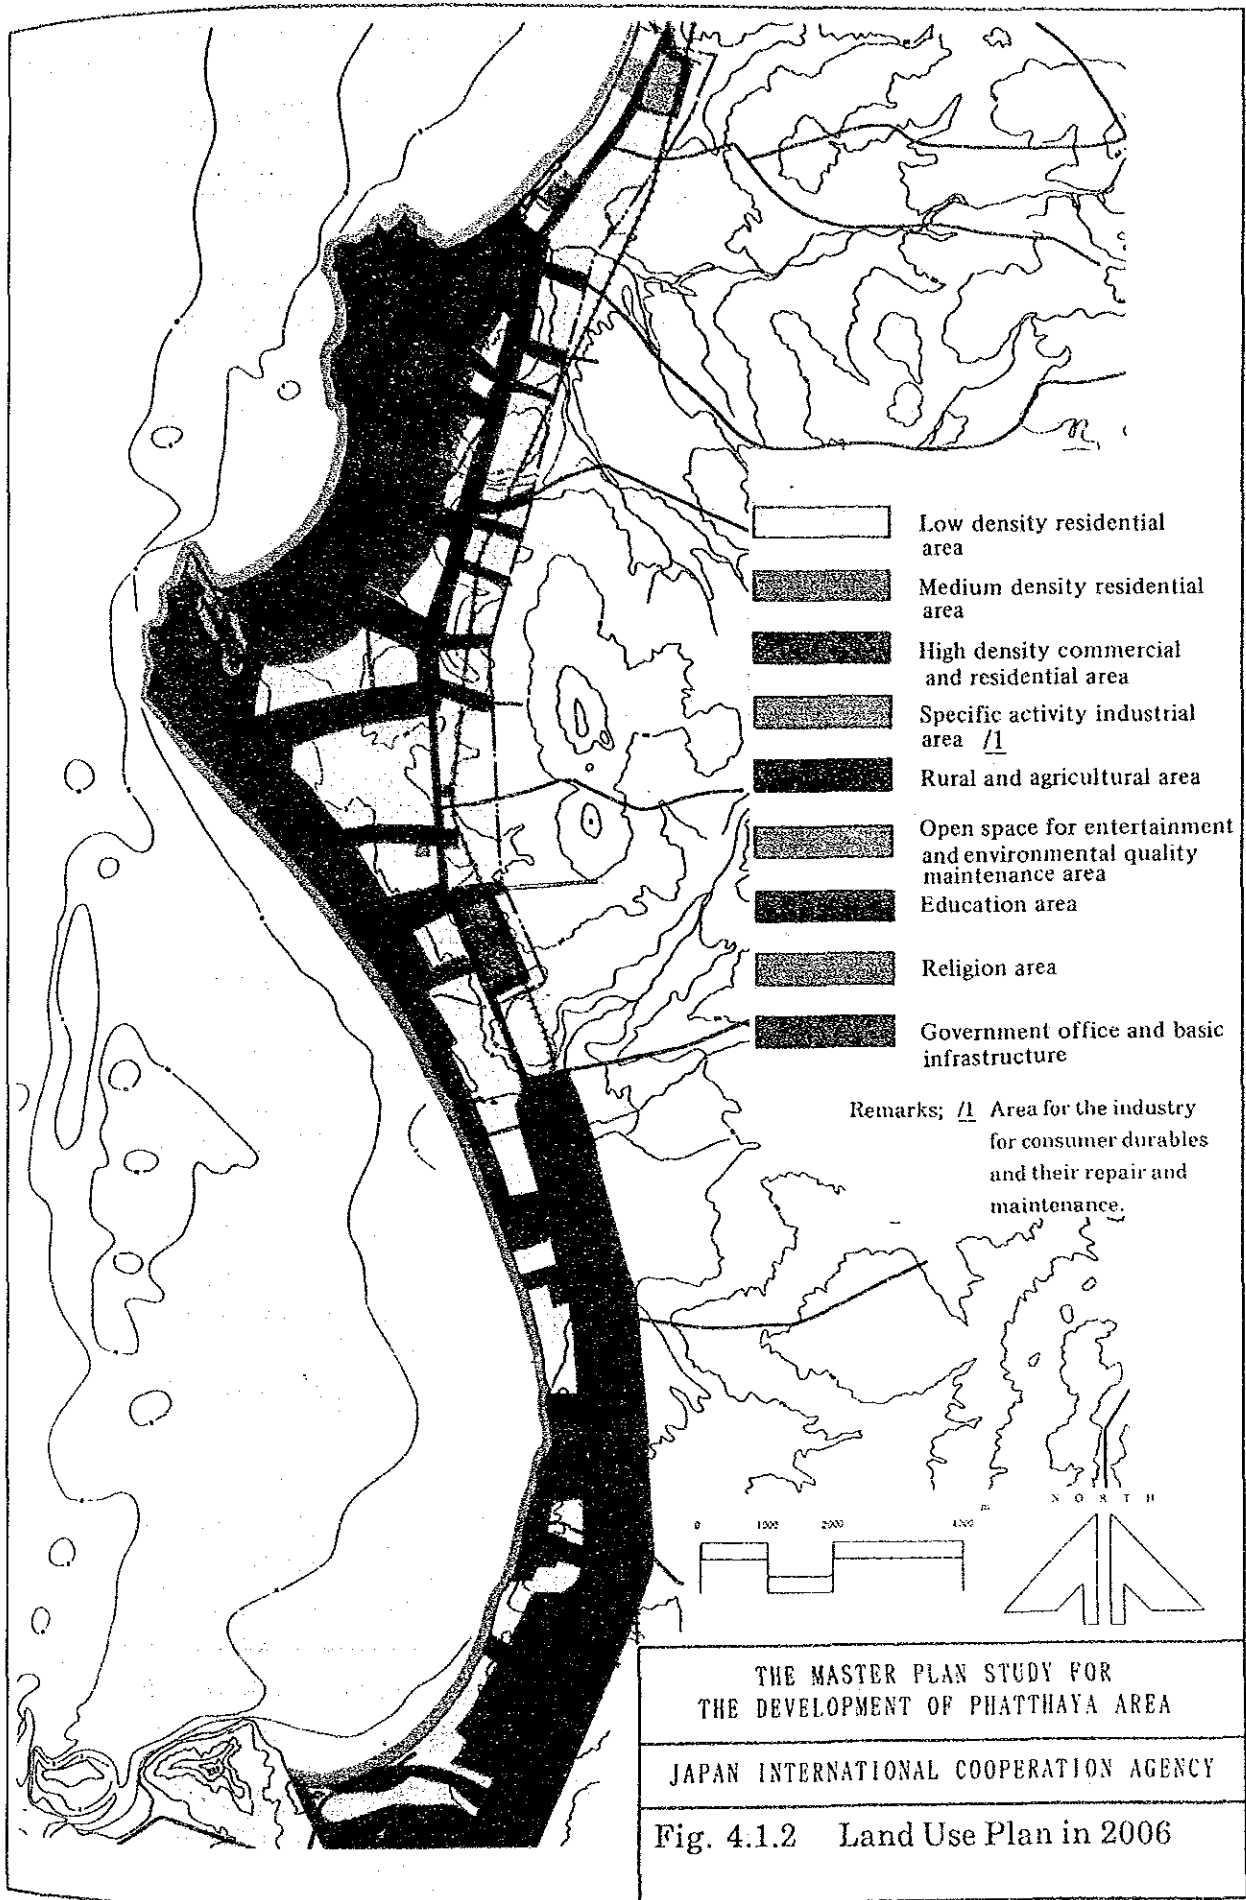 Low density residential
area
Medium density residential
area
High density commercial
and residential area
Specific activity industrial
area /1
Rural and agricultural area
Open space for entertainment
and environmental quality
maintenance area
Education area
Religion area
Government office and basic
infrastructure
Remarks; /1 Area for the industry
for consumer durables
and their repair and
maintenance.
NORTH
m
0 1000 2000 4000
THE MASTER PLAN STUDY FOR
THE DEVELOPMENT OF PHATTHAYA AREA
JAPAN INTERNATIONAL COOPERATION AGENCY
Fig. 4.1.2 Land Use Plan in 2006